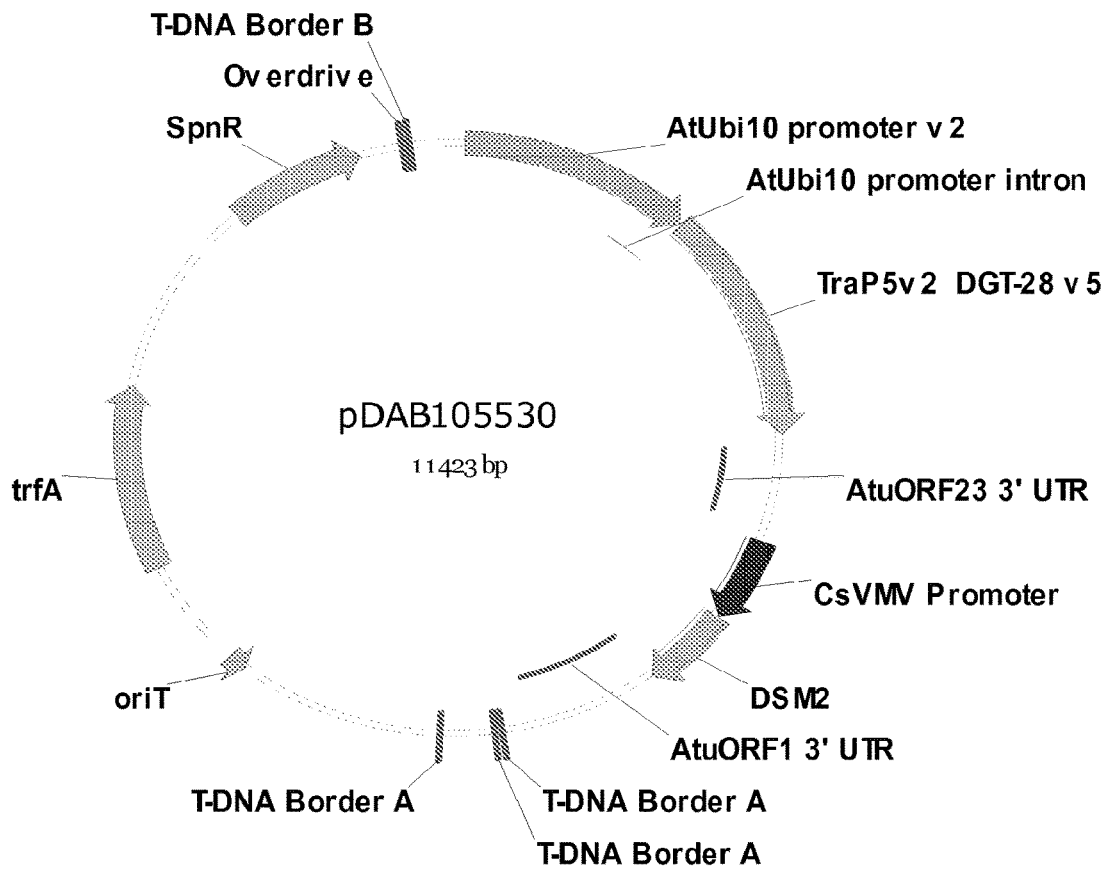 T-DNA Border B
Overdrive
SpnR
AtUbi10 promoter v2
AtUbi10 promoter intron
TraP5v2 DGT-28 v5
pDAB105530
11423 bp
trfA
AtuORF23 3' UTR
CsVMV Promoter
oriT
DSM2
AtuORF1 3' UTR
T-DNA Border A
T-DNA Border A
T-DNA Border A